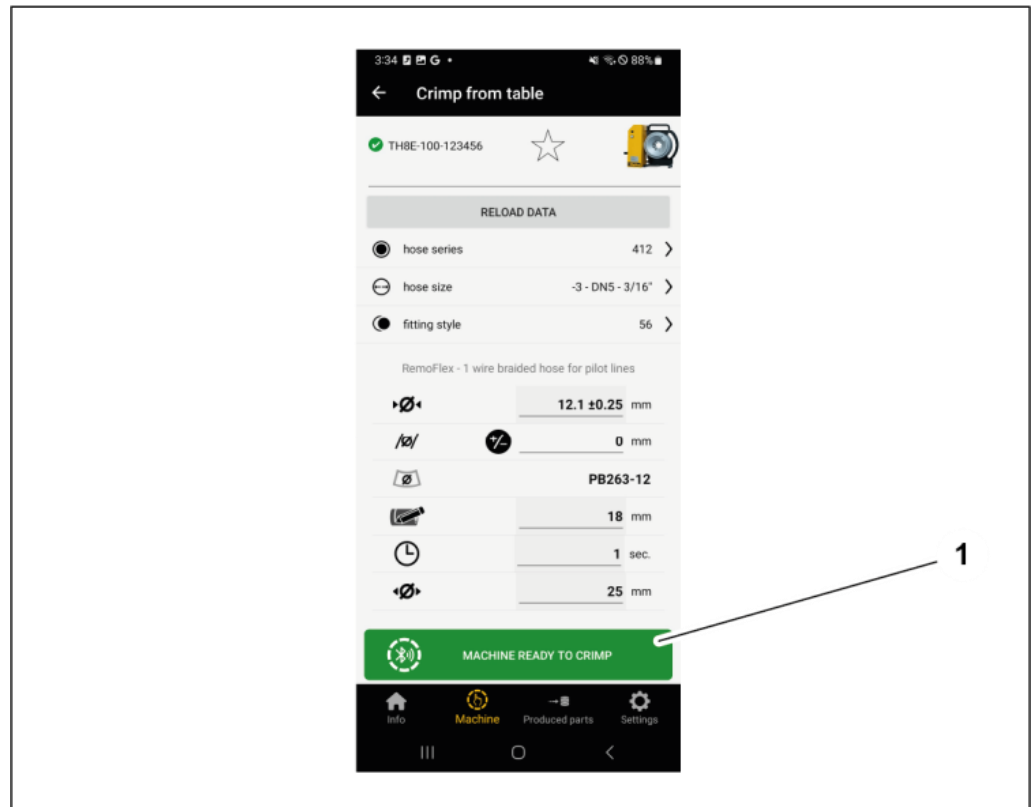 3:34 G • 88%
Crimp from table
TH8E-100-123456
RELOAD DATA
hose series 412
hose size -3 - DN5 - 3/16"
fitting style 56
RemoFlex - 1 wire braided hose for pilot lines
12.1 ±0.25 mm
+/- 0 mm
PB263-12
18 mm
1 sec.
25 mm
1
MACHINE READY TO CRIMP
Info Machine Produced parts Settings